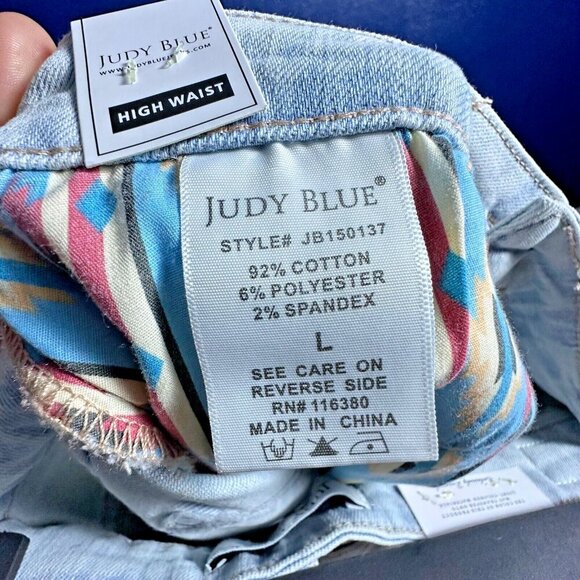 JUDY BLUE
HIGH WAIST
JUDY BLUE®
STYLE# JB150137
92% COTTON
6% POLYESTER
2% SPANDEX
L
SEE CARE ON
REVERSE SIDE
RN# 116380
MADE IN CHINA